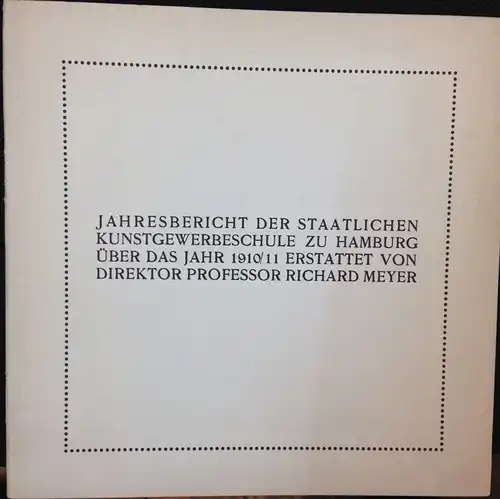 JAHRESBERICHT DER STAATLICHEN
KUNSTGEWERBESCHULE ZU HAMBURG
ÜBER DAS JAHR 1910/11 ERSTATTET VON
DIREKTOR PROFESSOR RICHARD MEYER